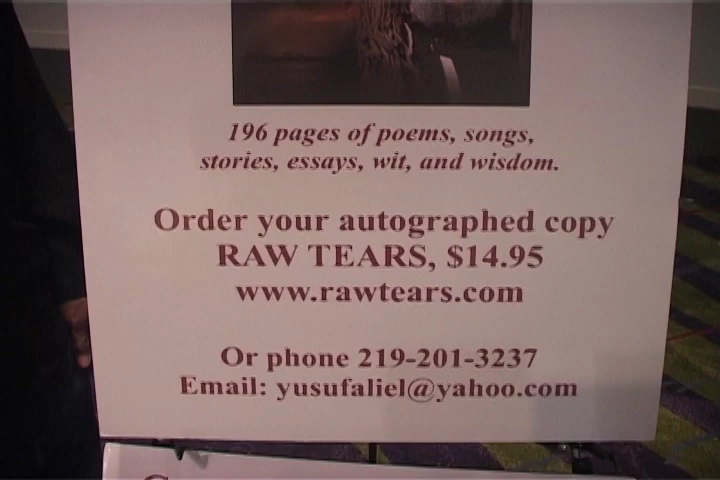 196 pages of poems, songs,
stories, essays, wit, and wisdom.
Order your autographed copy
RAW TEARS, $14.95
www.rawtears.com
Or phone 219-201-3237
Email: yusufaliel@yahoo.com